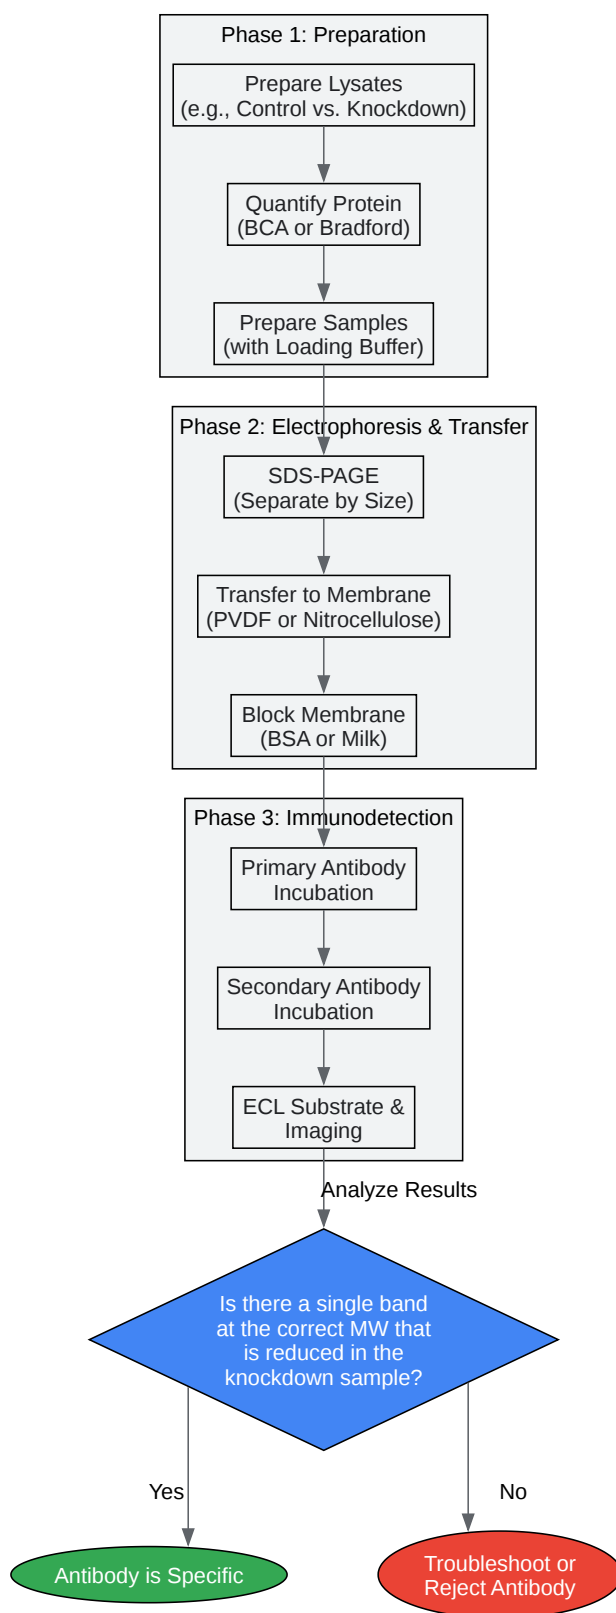 Phase 1: Preparation
Prepare Lysates
(e.g., Control vs. Knockdown)
Quantify Protein
(BCA or Bradford)
Prepare Samples
(with Loading Buffer)
Phase 2: Electrophoresis & Transfer
SDS-PAGE
(Separate by Size)
Transfer to Membrane
(PVDF or Nitrocellulose)
Block Membrane
(BSA or Milk)
Phase 3: Immunodetection
Primary Antibody
Incubation
Secondary Antibody
Incubation
ECL Substrate &
Imaging
Analyze Results
Is there a single band
at the correct MW that
is reduced in the
knockdown sample?
Yes
No
Antibody is Specific
Troubleshoot or
Reject Antibody